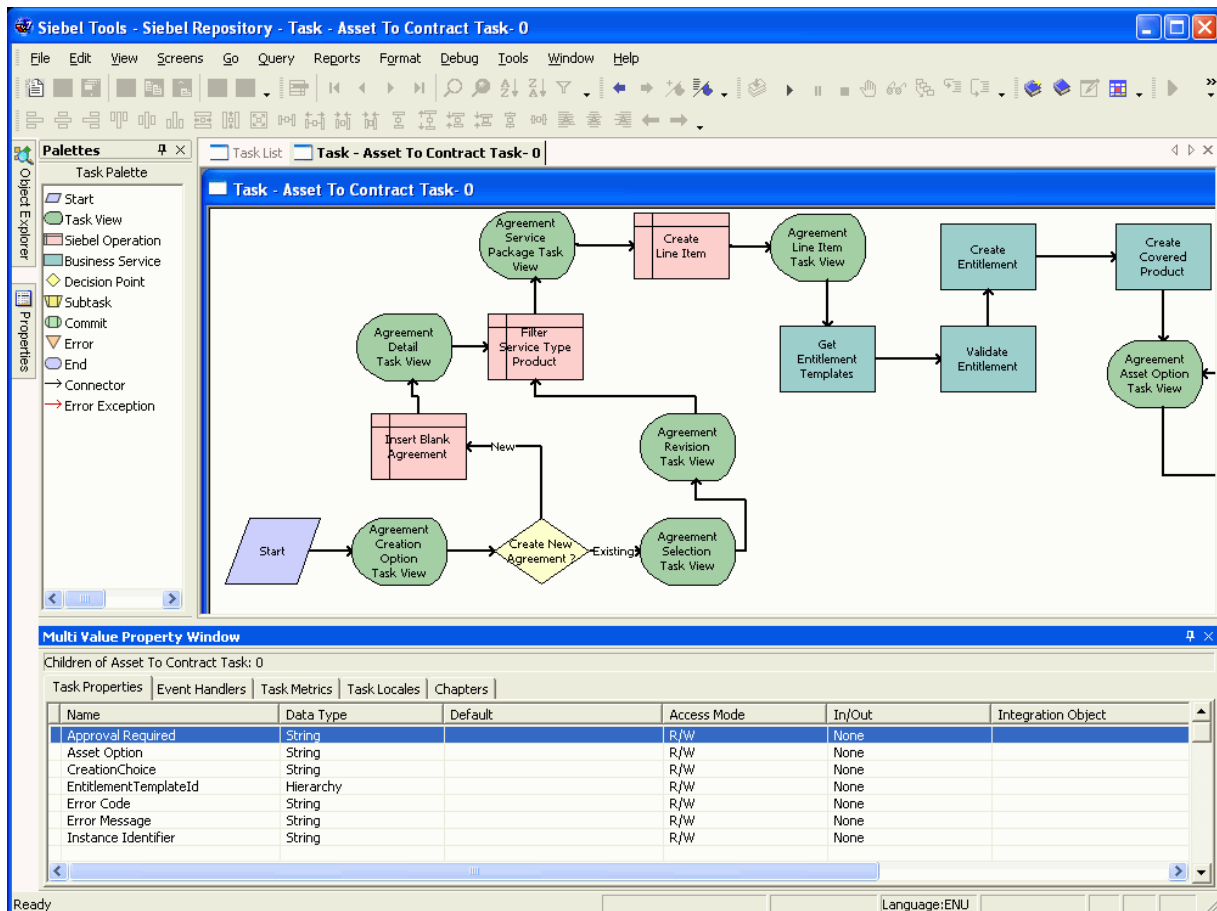 Siebel Tools - Siebel Repository - Task - Asset To Contract Task- 0
File Edit View Screens Go Query Reports Format Debug Tools Window Help
Object Explorer
Properties
Palettes
Task Palette
Start
Task View
Siebel Operation
Business Service
Decision Point
Subtask
Commit
Error
End
Connector
Error Exception
Task List
Task - Asset To Contract Task- 0
Task - Asset To Contract Task- 0
Agreement
Service
Package Task
View
Create
Line Item
Agreement
Line Item
Task View
Create
Entitlement
Create
Covered
Product
Agreement
Detail
Task View
Filter
Service Type
Product
Get
Entitlement
Templates
Validate
Entitlement
Agreement
Asset Option
Task View
Insert Blank
Agreement
New
Agreement
Revision
Task View
Start
Agreement
Creation
Option
Task View
Create New
Agreement ?
Existing
Agreement
Selection
Task View
Multi Value Property Window
Children of Asset To Contract Task: 0
Task Properties Event Handlers Task Metrics Task Locales Chapters
Name Data Type Default Access Mode In/Out Integration Object
Approval Required String R/W None
Asset Option String R/W None
CreationChoice String R/W None
EntitlementTemplateId Hierarchy R/W None
Error Code String R/W None
Error Message String R/W None
Instance Identifier String R/W None
Ready Language:ENU